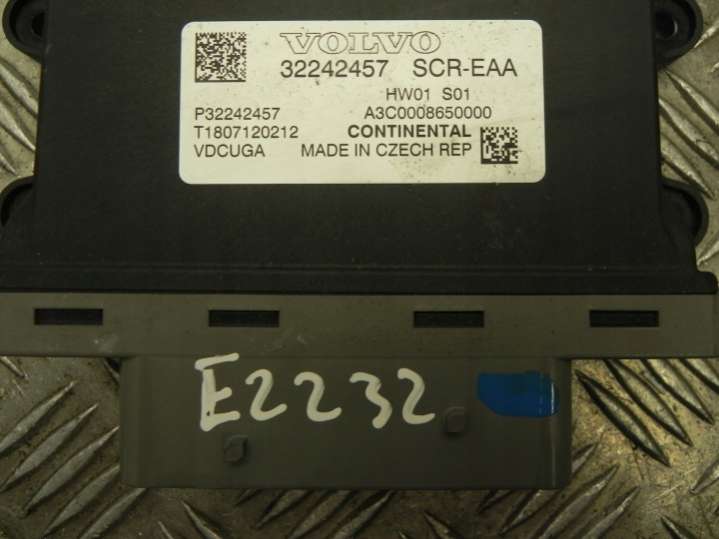 VOLVO
32242457 SCR-EAA
HW01 S01
P32242457 A3C0008650000
T1807120212 CONTINENTAL
VDCUGA MADE IN CZECH REP
E2232